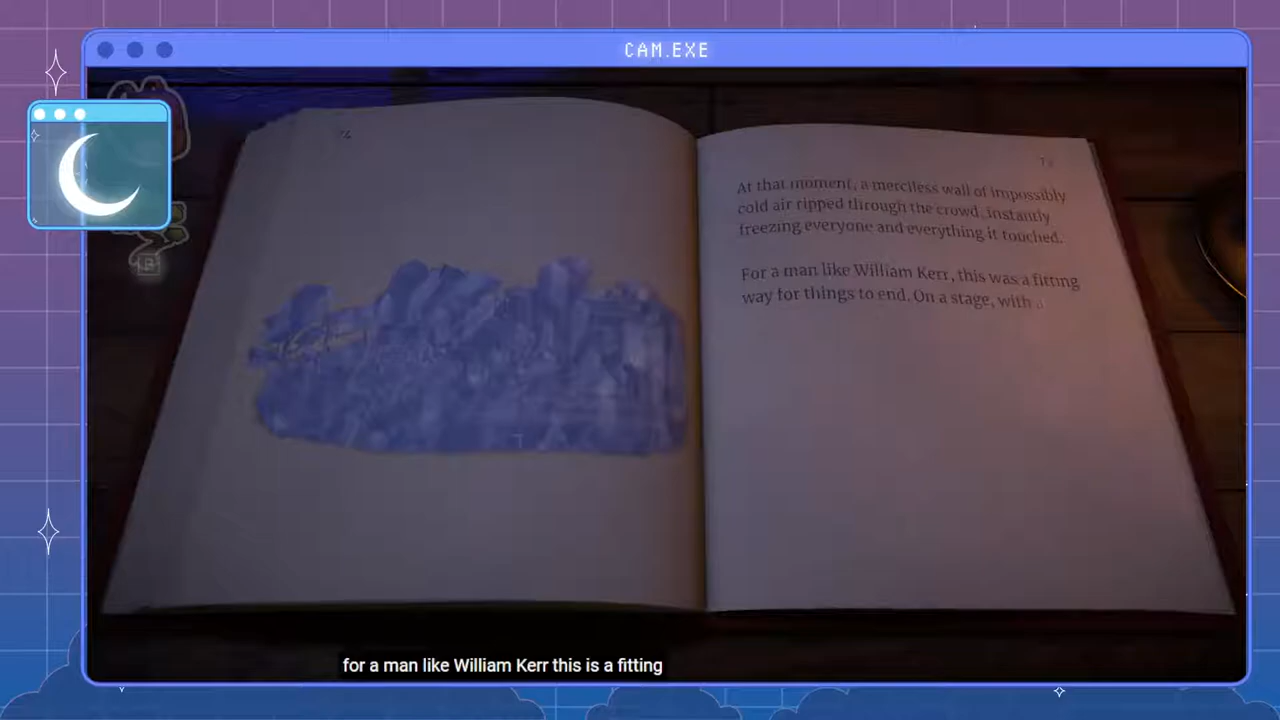 CAM.EXE
At that moment, a merciless wall of impossibly
cold air ripped through the crowd, instantly
freezing everyone and everything it touched.
For a man like William Kerr, this was a fitting
way for things to end. On a stage, with a
B
for a man like William Kerr this is a fitting